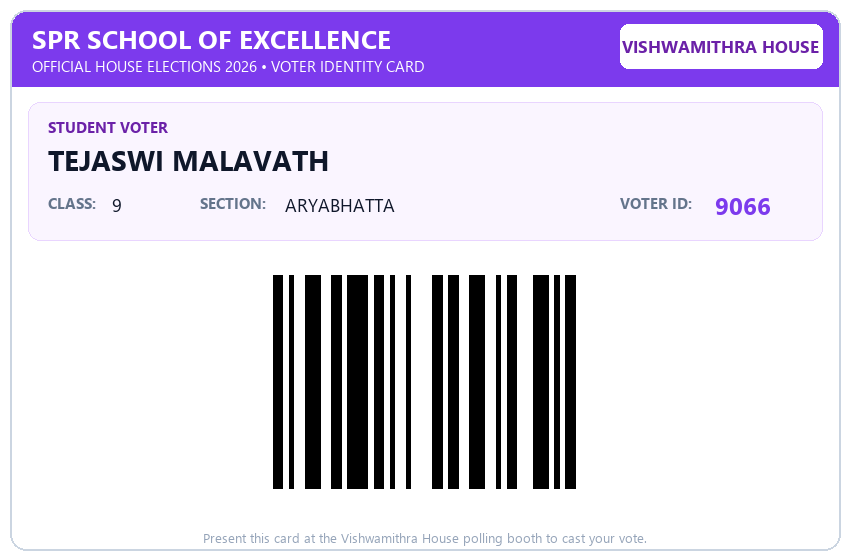 SPR SCHOOL OF EXCELLENCE
OFFICIAL HOUSE ELECTIONS 2026 • VOTER IDENTITY CARD
VISHWAMITHRA HOUSE
STUDENT VOTER
TEJASWI MALAVATH
CLASS: 9 SECTION: ARYABHATTA VOTER ID: 9066
Present this card at the Vishwamithra House polling booth to cast your vote.